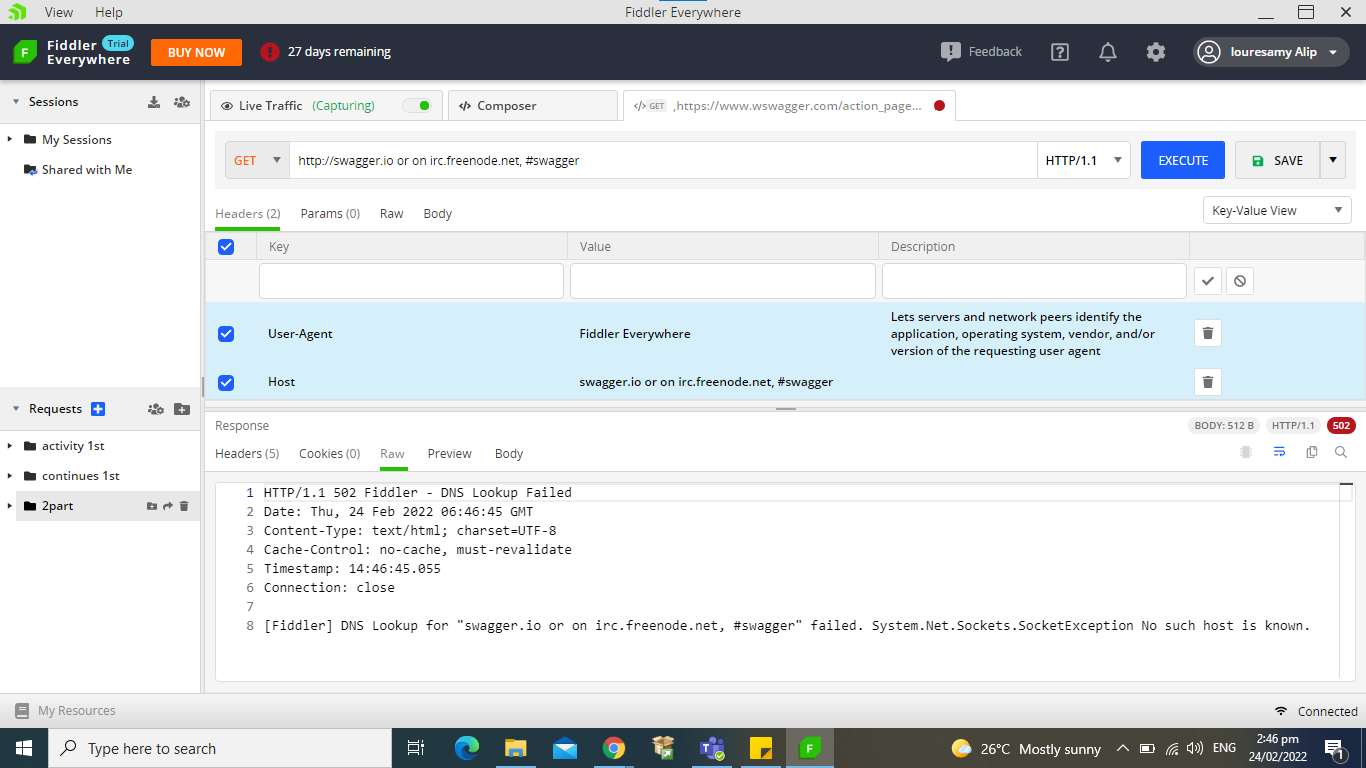 View Help Fiddler Everywhere
Fiddler Trial
Everywhere
BUY NOW
27 days remaining
Feedback
louresamy Alip
Sessions
My Sessions
Shared with Me
Live Traffic (Capturing)
Composer
GET ,https://www.wswagger.com/action_page...
GET http://swagger.io or on irc.freenode.net, #swagger HTTP/1.1 EXECUTE SAVE
Headers (2) Params (0) Raw Body Key-Value View
Key Value Description
User-Agent Fiddler Everywhere Lets servers and network peers identify the
application, operating system, vendor, and/or
version of the requesting user agent
Host swagger.io or on irc.freenode.net, #swagger
Requests
activity 1st
continues 1st
2part
Response BODY: 512 B HTTP/1.1 502
Headers (5) Cookies (0) Raw Preview Body
1 HTTP/1.1 502 Fiddler - DNS Lookup Failed
2 Date: Thu, 24 Feb 2022 06:46:45 GMT
3 Content-Type: text/html; charset=UTF-8
4 Cache-Control: no-cache, must-revalidate
5 Timestamp: 14:46:45.055
6 Connection: close
7
8 [Fiddler] DNS Lookup for "swagger.io or on irc.freenode.net, #swagger" failed. System.Net.Sockets.SocketException No such host is known.
My Resources Connected
Type here to search
26°C Mostly sunny
ENG
2:46 pm
24/02/2022
1